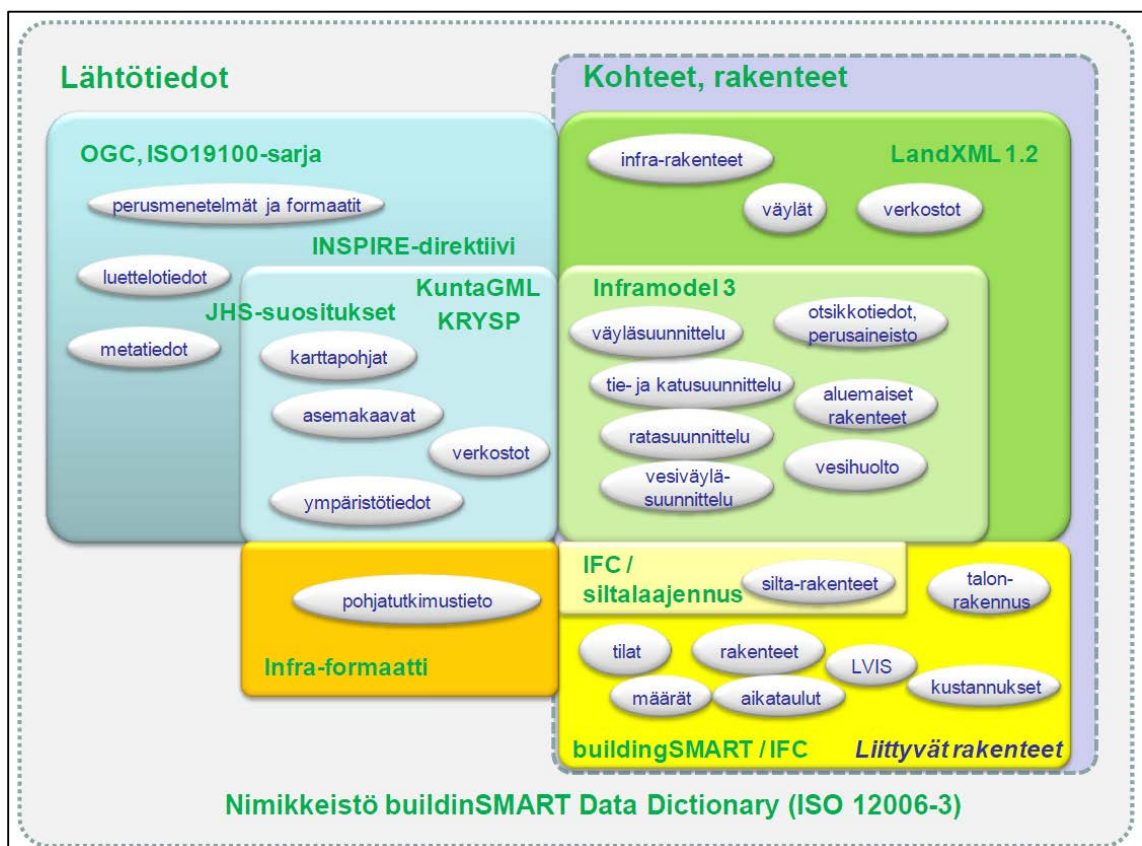 Lähtötiedot
Kohteet, rakenteet
OGC, ISO19100-sarja
perusmenetelmät ja formaatit
INSPIRE-direktiivi
luettelotiedot
metatiedot
JHS-suositukset
KuntaGML
KRYSP
karttapohjat
asemakaavat
verkostot
ympäristötiedot
infra-rakenteet
LandXML 1.2
väylät
verkostot
Inframodel 3
väyläsuunnittelu
otsikkotiedot,
perusaineisto
tie- ja katusuunnittelu
aluemaiset
rakenteet
ratasuunnittelu
vesihuolto
vesiväylä-
suunnittelu
pohjatutkimustieto
Infra-formaatti
IFC /
siltalaajennus
silta-rakenteet
talon-
rakennus
tilat
rakenteet
LVIS
kustannukset
määrät
aikataulut
buildingSMART / IFC
Liittyvät rakenteet
Nimikkeistö buildinSMART Data Dictionary (ISO 12006-3)